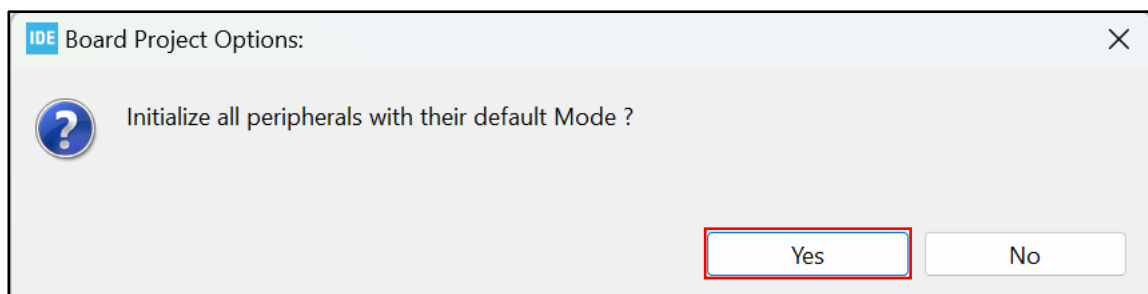 IDE Board Project Options:
Initialize all peripherals with their default Mode ?
Yes No